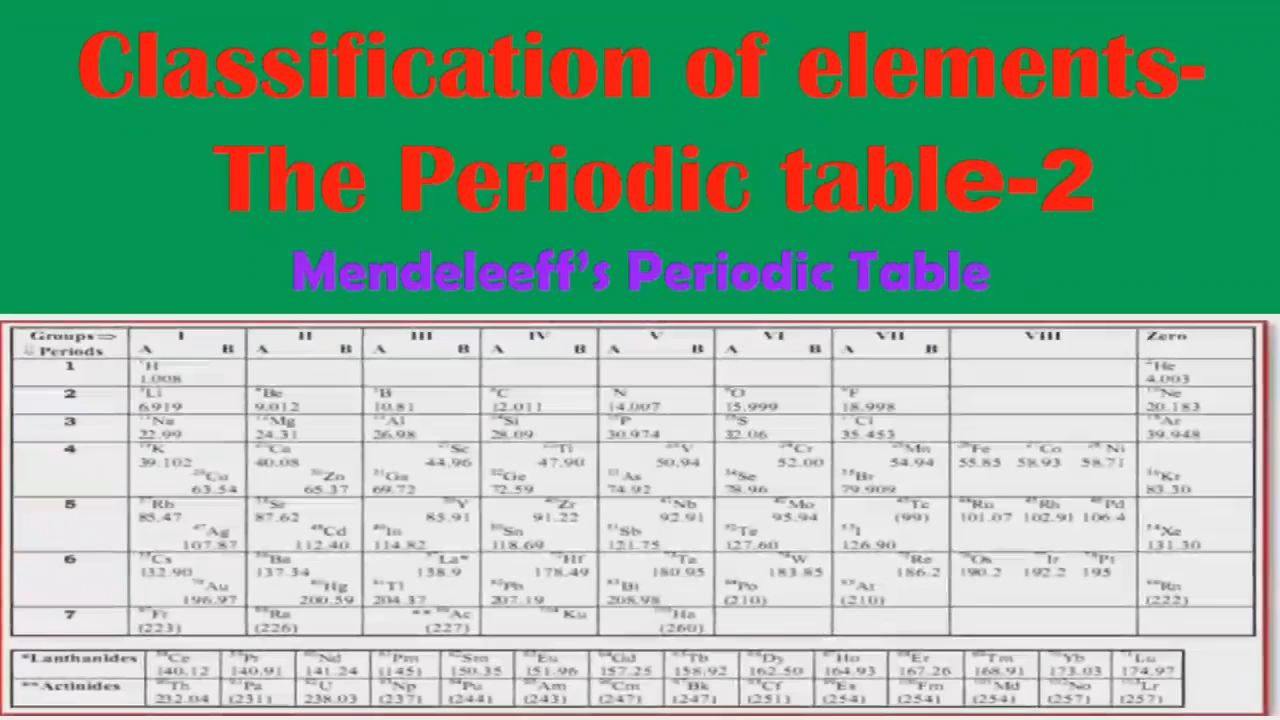 Classification of elements-
The Periodic table-2
Mendeleeff's Periodic Table
Groups⇒ I II III IV V VI VII VIII Zero
⇓ Periods A B A B A B A B A B A B A B
1 H He
1.008 4.003
2 Li Be B C N O F Ne
6.919 9.012 10.81 12.011 14.007 15.999 18.998 20.183
3 Na Mg Al Si P S Cl Ar
22.99 24.31 26.98 28.09 30.974 32.06 35.453 39.948
4 K Ca Sc Ti V Cr Mn Fe Co Ni
39.102 40.08 44.96 47.90 50.94 52.00 54.94 55.85 58.93 58.71
Zn Ga Ge As Se Br Kr
63.54 65.37 69.72 72.59 74.92 78.96 79.909 83.30
5 Rb Sr Y Zr Nb Mo Tc Pd
85.47 87.62 85.91 91.22 92.91 95.94 (99) 101.07 102.91 106.4
Ag Cd In Sn Sb Te I Xe
107.87 112.40 114.82 118.69 121.75 127.60 126.90 131.30
6 Cs Ba La* Hf Ta W Re Os Ir Pt
132.90 137.34 138.9 178.49 180.95 183.85 186.2 190.2 192.2 195
Au Hg Tl Pb Bi Po At Rn
196.97 200.59 204.37 207.19 208.98 (210) (210) (222)
7 Fr Ra ** Ac Ku Ha
(223) (226) (227) (260)
*Lanthanides Ce Pr Nd Pm Sm Eu Gd Tb Dy Ho Er Tm Yb Lu
140.12 140.91 141.24 (145) 150.35 151.96 157.25 158.92 162.50 164.93 167.26 168.91 173.03 174.97
**Actinides Th Pa U Np Pu Am Cm Bk Cf Es Fm Md No Lr
232.04 (231) 238.03 (237) (244) (243) (247) (247) (251) (254) (254) (254) (257) (257)